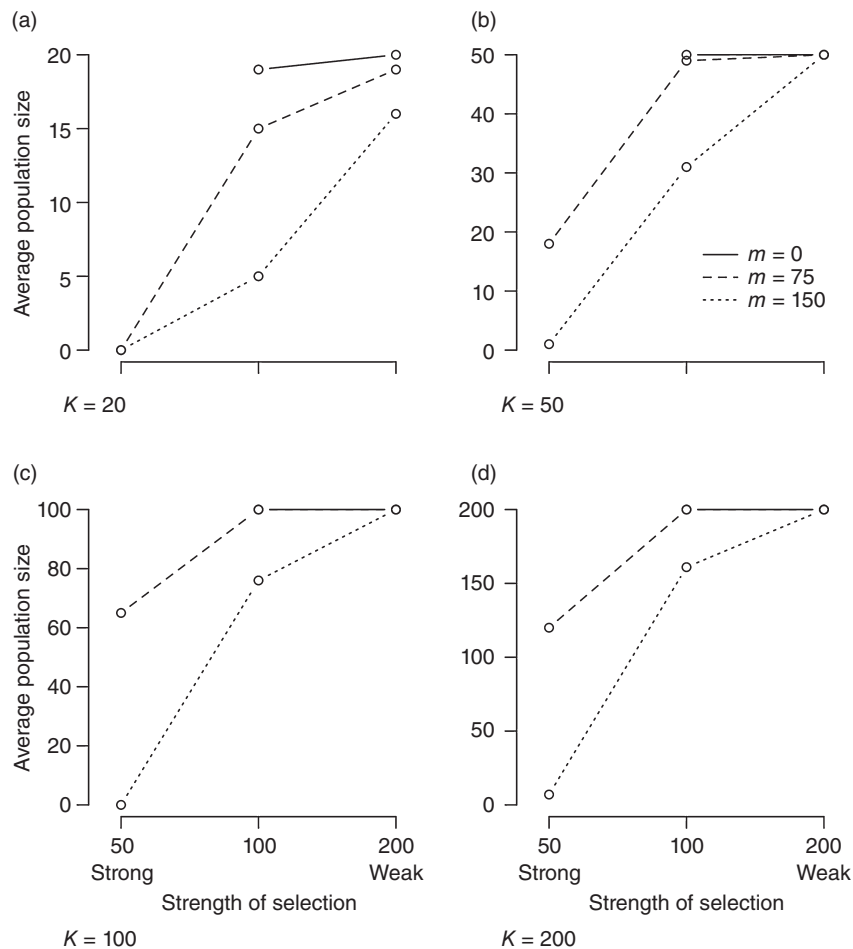 (a)
20
15
10
5
0
Average population size
K = 20
(b)
50
40
30
20
10
0
m = 0
m = 75
m = 150
K = 50
(c)
100
80
60
40
20
0
Average population size
50 100 200
Strong Weak
Strength of selection
K = 100
(d)
200
150
100
50
0
50 100 200
Strong Weak
Strength of selection
K = 200